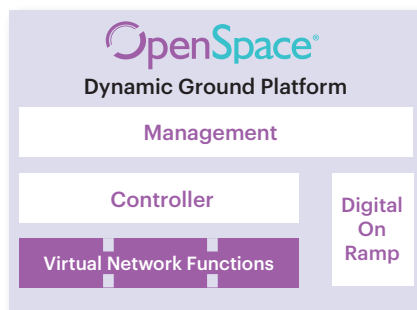 OpenSpace®
Dynamic Ground Platform
Management
Controller
Digital
On
Ramp
Virtual Network Functions